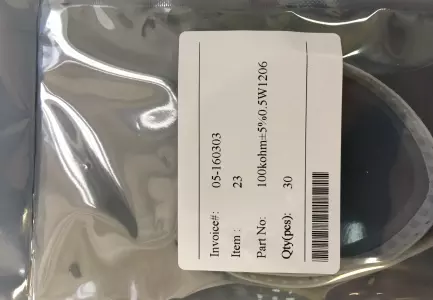 Invoice#: 05-160303
Item : 23
Part No: 100kohm±5%0.5W1206
Qty(pcs): 30